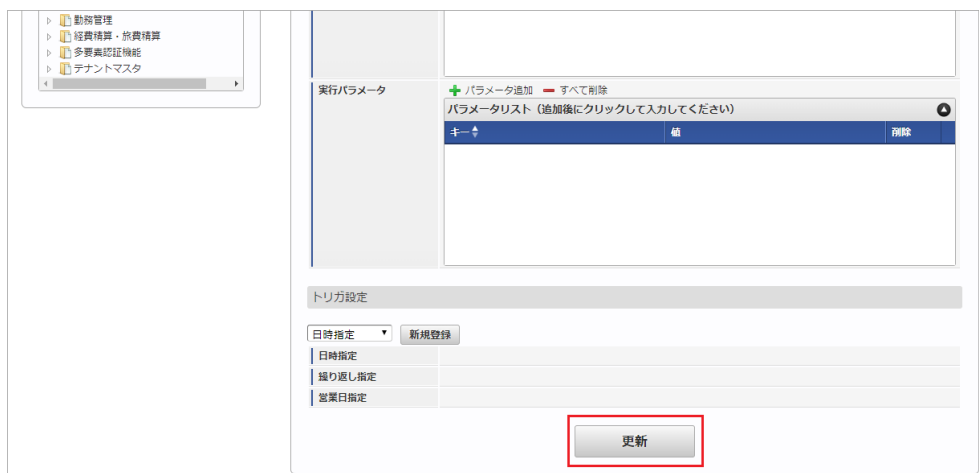 勤務管理
経費精算・旅費精算
多要素認証機能
テナントマスタ
実行パラメータ
パラメータ追加 すべて削除
パラメータリスト（追加後にクリックして入力してください）
キー 値 削除
トリガ設定
日時指定 新規登録
日時指定
繰り返し指定
営業日指定
更新